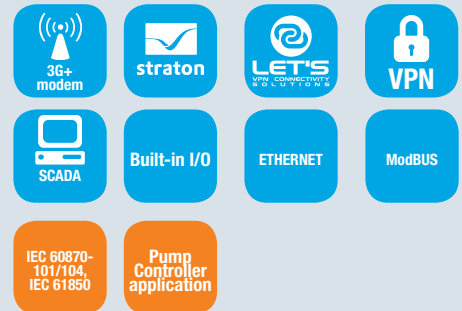 3G+
modem
straton
LET'S
VPN CONNECTIVITY
SOLUTIONS
VPN
SCADA
Built-in I/O
ETHERNET
ModBUS
IEC 60870-
101/104,
IEC 61850
Pump
Controller
application